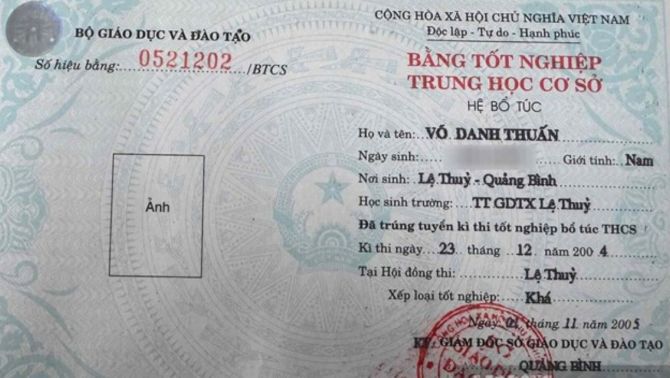 BỘ GIÁO DỤC VÀ ĐÀO TẠO
Số hiệu bằng: 0521202 /BTCS
Ảnh
CỘNG HÒA XÃ HỘI CHỦ NGHĨA VIỆT NAM
Độc lập - Tự do - Hạnh phúc
BẰNG TỐT NGHIỆP
TRUNG HỌC CƠ SỞ
HỆ BỔ TÚC
Họ và tên: VÕ DANH THUẤN
Ngày sinh: Giới tính: Nam
Nơi sinh: Lệ Thuỷ - Quảng Bình
Học sinh trường: TT GDTX Lệ Thuỷ
Đã trúng tuyển kì thi tốt nghiệp bổ túc THCS
Kì thi ngày 23 tháng 12 năm 2004
Tại Hội đồng thi: Lệ Thuỷ
Xếp loại tốt nghiệp: Khá
Ngày 01 tháng 11 năm 2005
KT. GIÁM ĐỐC SỞ GIÁO DỤC VÀ ĐÀO TẠO
QUẢNG BÌNH